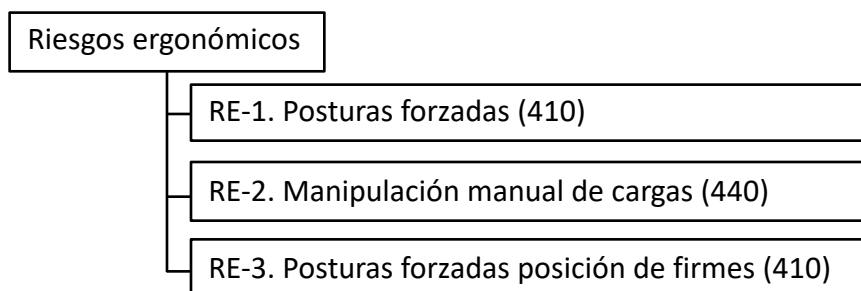 Riesgos ergonómicos
RE-1. Posturas forzadas (410)
RE-2. Manipulación manual de cargas (440)
RE-3. Posturas forzadas posición de firmes (410)